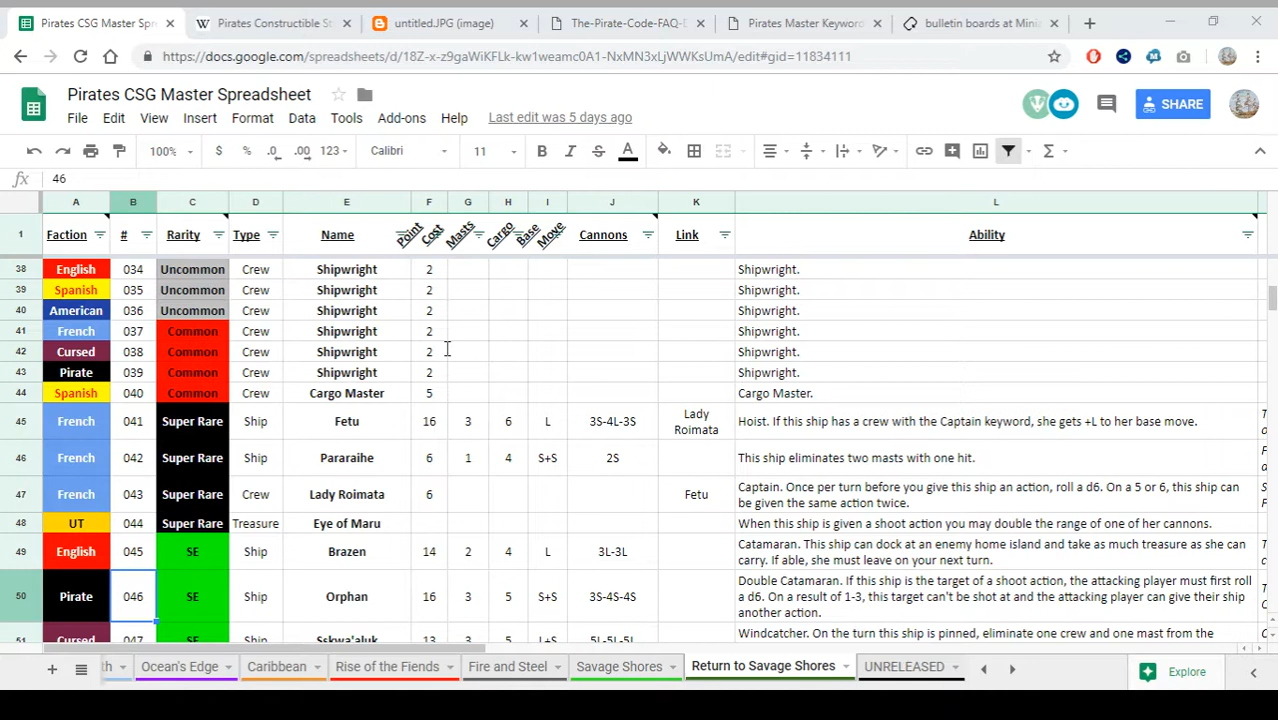 Pirates CSG Master Spr
Pirates Constructible St
untitled.JPG (image)
The-Pirate-Code-FAQ-
Pirates Master Keyword
bulletin boards at Minia
https://docs.google.com/spreadsheets/d/18Z-x-z9gaWiKFLk-kw1weamc0A1-NxMN3xLjWWKsUmA/edit#gid=11834111
Pirates CSG Master Spreadsheet
SHARE
File Edit View Insert Format Data Tools Add-ons Help Last edit was 5 days ago
100% $ % .0 .00 123 Calibri 11 B I S A
fx 46
A B C D E F G H I J K L
1 Faction # Rarity Type Name Point Cost Masts Cargo Base Move Cannons Link Ability
38 English 034 Uncommon Crew Shipwright 2 Shipwright.
39 Spanish 035 Uncommon Crew Shipwright 2 Shipwright.
40 American 036 Uncommon Crew Shipwright 2 Shipwright.
41 French 037 Common Crew Shipwright 2 Shipwright.
42 Cursed 038 Common Crew Shipwright 2 Shipwright.
43 Pirate 039 Common Crew Shipwright 2 Shipwright.
44 Spanish 040 Common Crew Cargo Master 5 Cargo Master.
45 French 041 Super Rare Ship Fetu 16 3 6 L 3S-4L-3S Lady Roimata Hoist. If this ship has a crew with the Captain keyword, she gets +L to her base move.
46 French 042 Super Rare Ship Pararaihe 6 1 4 S+S 2S This ship eliminates two masts with one hit.
47 French 043 Super Rare Crew Lady Roimata 6 Fetu Captain. Once per turn before you give this ship an action, roll a d6. On a 5 or 6, this ship can
be given the same action twice.
48 UT 044 Super Rare Treasure Eye of Maru When this ship is given a shoot action you may double the range of one of her cannons.
49 English 045 SE Ship Brazen 14 2 4 L 3L-3L Catamaran. This ship can dock at an enemy home island and take as much treasure as she can
carry. If able, she must leave on your next turn.
50 Pirate 046 SE Ship Orphan 16 3 5 S+S 3S-4S-4S Double Catamaran. If this ship is the target of a shoot action, the attacking player must first roll
a d6. On a result of 1-3, this target can't be shot at and the attacking player can give their ship
another action.
51 Cursed 047 SE Ship Sskwa'aluk 13 3 5 L+S 5L-5L-5L Windcatcher. On the turn this ship is pinned, eliminate one crew and one mast from the
Ocean's Edge Caribbean Rise of the Fiends Fire and Steel Savage Shores Return to Savage Shores UNRELEASED Explore